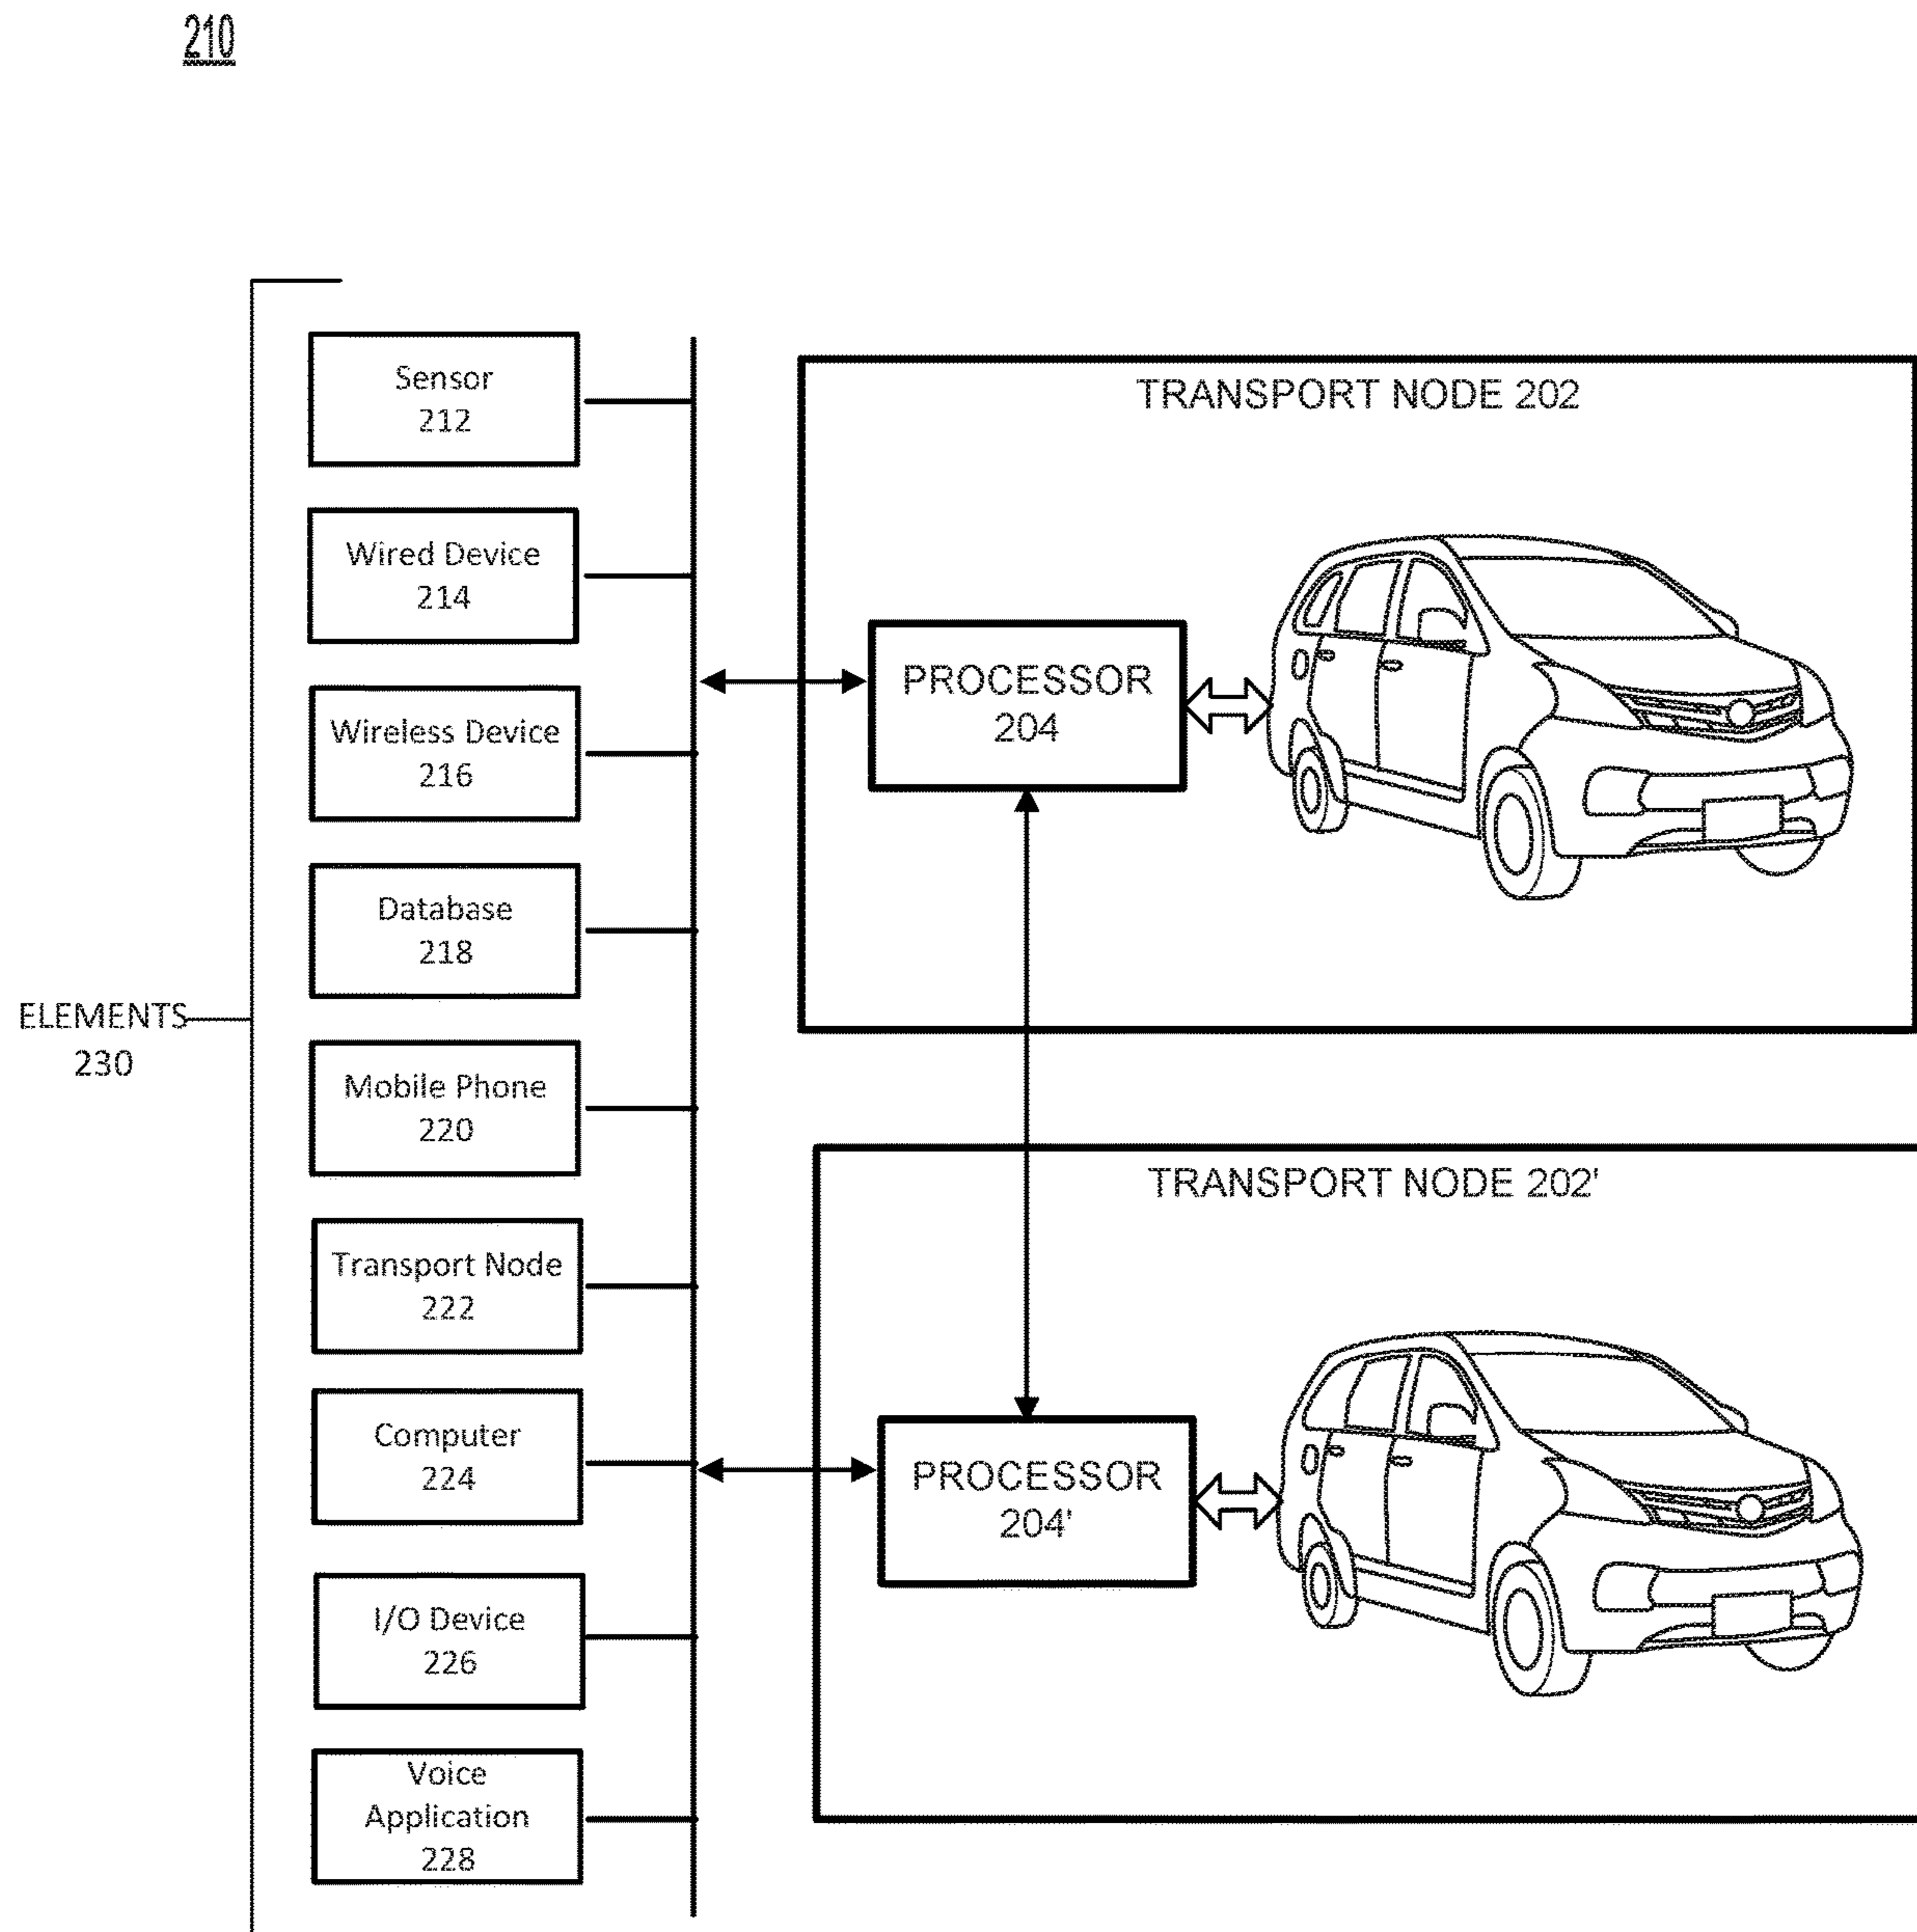 210
Sensor
212
Wired Device
214
Wireless Device
216
Database
218
Mobile Phone
220
Transport Node
222
Computer
224
I/O Device
226
Voice
Application
228
ELEMENTS
230
TRANSPORT NODE 202
PROCESSOR
204
TRANSPORT NODE 202'
PROCESSOR
204'